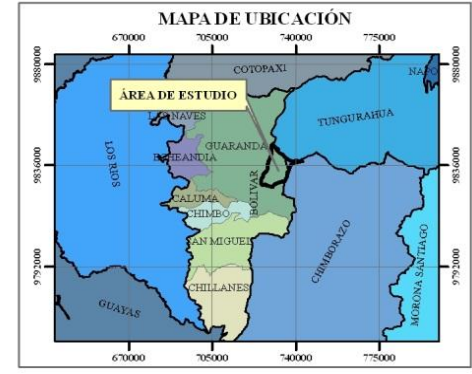 MAPA DE UBICACIÓN
670000 705000 740000 775000
9880000 9880000
COTOPAXI
NAPO
ÁREA DE ESTUDIO
TUNGURAHUA
LAS NAVES
GUARANDA
LOS RIOS
9836000 9836000
ECHEANDIA
BOLIVAR
CALUMA
CHIMBO
CHIMBORAZO
SAN MIGUEL
MORONA SANTIAGO
9792000 9792000
CHILLANES
GUAYAS
670000 705000 740000 775000